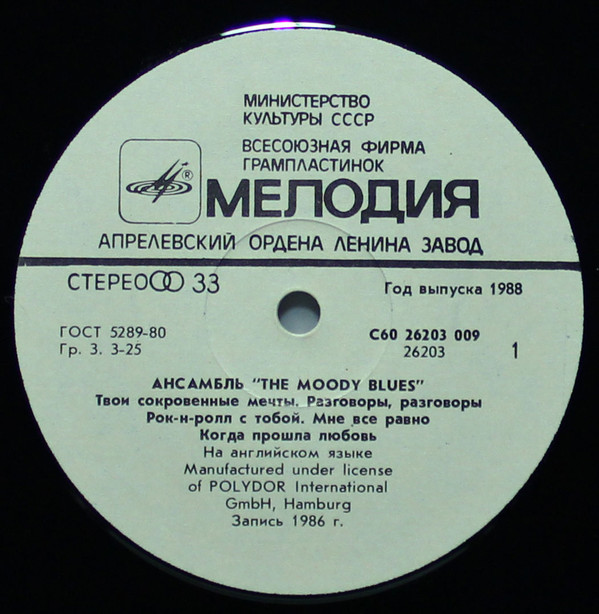 МИНИСТЕРСТВО
КУЛЬТУРЫ СССР
ВСЕСОЮЗНАЯ ФИРМА
ГРАМПЛАСТИНОК
®
МЕЛОДИЯ
АПРЕЛЕВСКИЙ ОРДЕНА ЛЕНИНА ЗАВОД
СТЕРЕО 33
Год выпуска 1988
ГОСТ 5289-80
Гр. 3. 3-25
С60 26203 009
26203
1
АНСАМБЛЬ "THE MOODY BLUES"
Твои сокровенные мечты. Разговоры, разговоры
Рок-н-ролл с тобой. Мне все равно
Когда прошла любовь
На английском языке
Manufactured under license
of POLYDOR International
GmbH, Hamburg
Запись 1986 г.